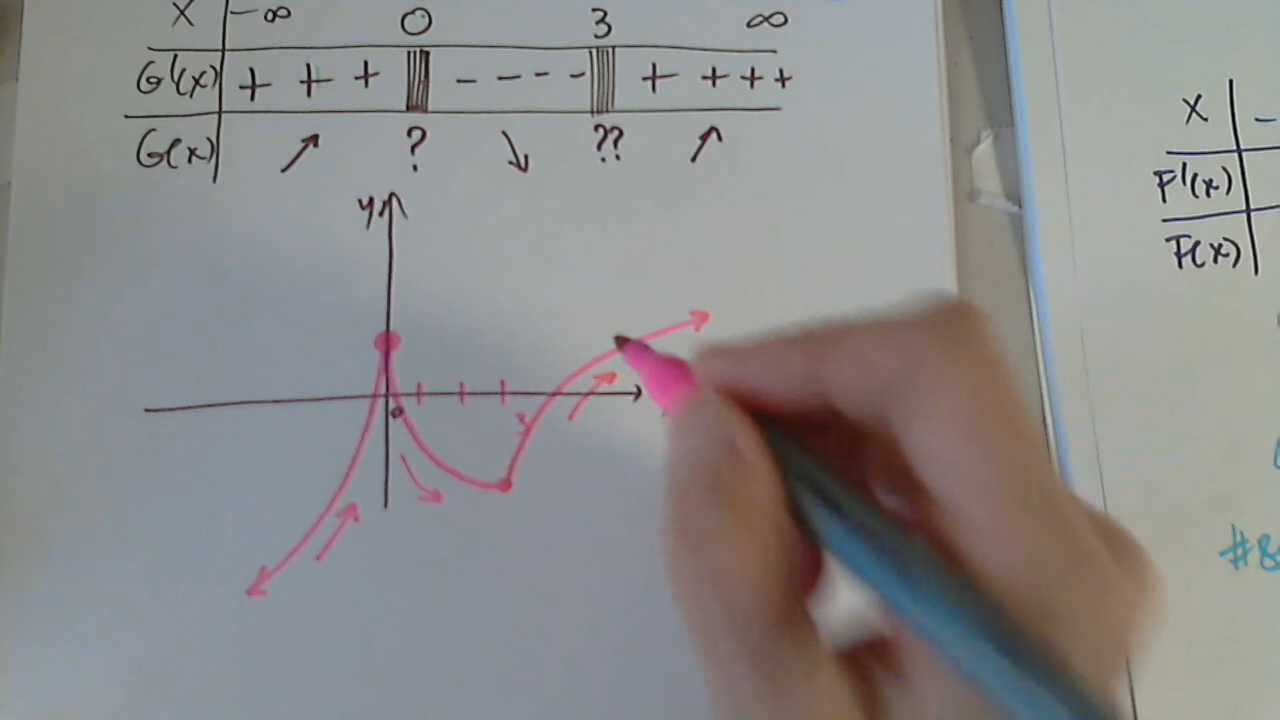 x -∞ 0 3 ∞
G'(x) + + + - - - - + + + +
G(x) ↗ ? ↘ ?? ↗
y
x -
F'(x)
F(x)
#8